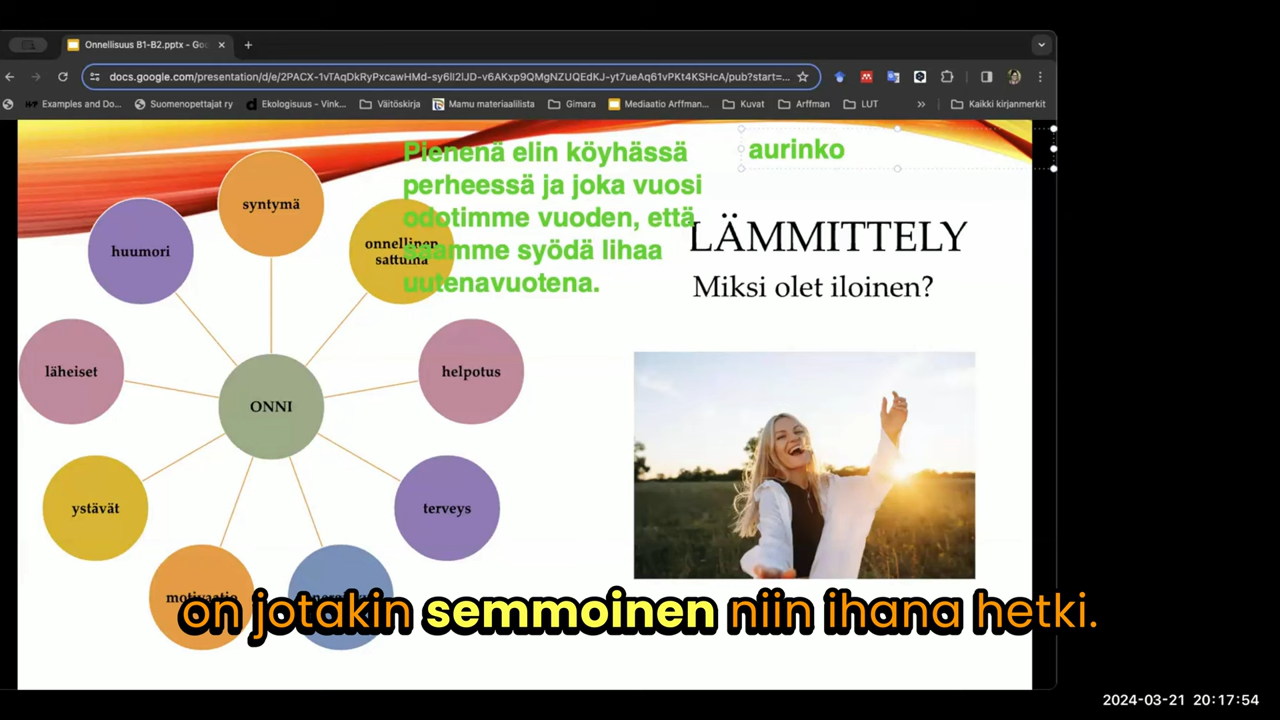 Onnellisuus B1-B2.pptx - Goo
docs.google.com/presentation/d/e/2PACX-1vTAqDkRyPxcawHMd-sy6lI2lJD-v6AKxp9QMgNZUQEdKJ-yt7ueAq61vPKt4KSHcA/pub?start=...
Examples and Do...
Suomenopettajat ry
Ekologisuus - Vink...
Väitöskirja
Mamu materiaalilista
Gimara
Mediaatio Arffman...
Kuvat
Arffman
LUT
»
Kaikki kirjanmerkit
Pienenä elin köyhässä
perheessä ja joka vuosi
odotimme vuoden, että
saamme syödä lihaa
uutenavuotena.
aurinko
LÄMMITTELY
Miksi olet iloinen?
syntymä
huumori
onnellinen
sattuma
läheiset
helpotus
ONNI
ystävät
terveys
motivaatio
on jotakin semmoinen niin ihana hetki.
2024-03-21 20:17:54